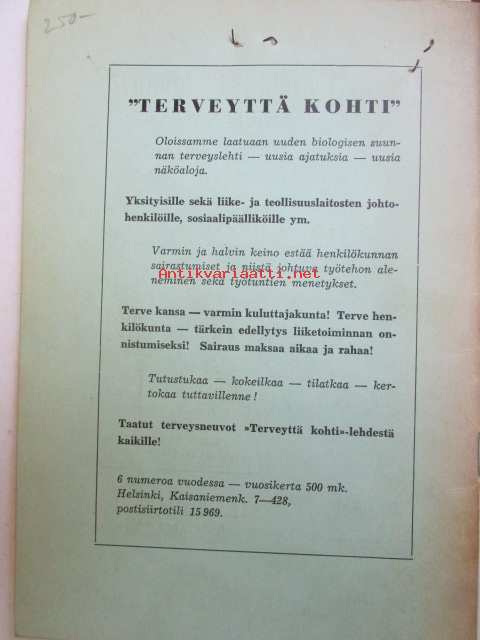 250-
"TERVEYTTÄ KOHTI"
Oloissamme laatuaan uuden biologisen suun-
nan terveyslehti — uusia ajatuksia — uusia
näköaloja.
Yksityisille sekä liike- ja teollisuuslaitosten johto-
henkilöille, sosiaalipäälliköille ym.
Varmin ja halvin keino estää henkilökunnan
sairastumiset ja niistä johtuva työtehon ale-
Antikvariaatti.net
neminen sekä työtuntien menetykset.
Terve kansa — varmin kuluttajakunta! Terve hen-
kilökunta — tärkein edellytys liiketoiminnan on-
nistumiseksi! Sairaus maksaa aikaa ja rahaa!
Tutustukaa — kokeilkaa — tilatkaa — ker-
tokaa tuttavillenne!
Taatut terveysneuvot »Terveyttä kohti»-lehdestä
kaikille!
6 numeroa vuodessa — vuosikerta 500 mk.
Helsinki, Kaisaniemenk. 7—428,
postisiirtotili 15 969.